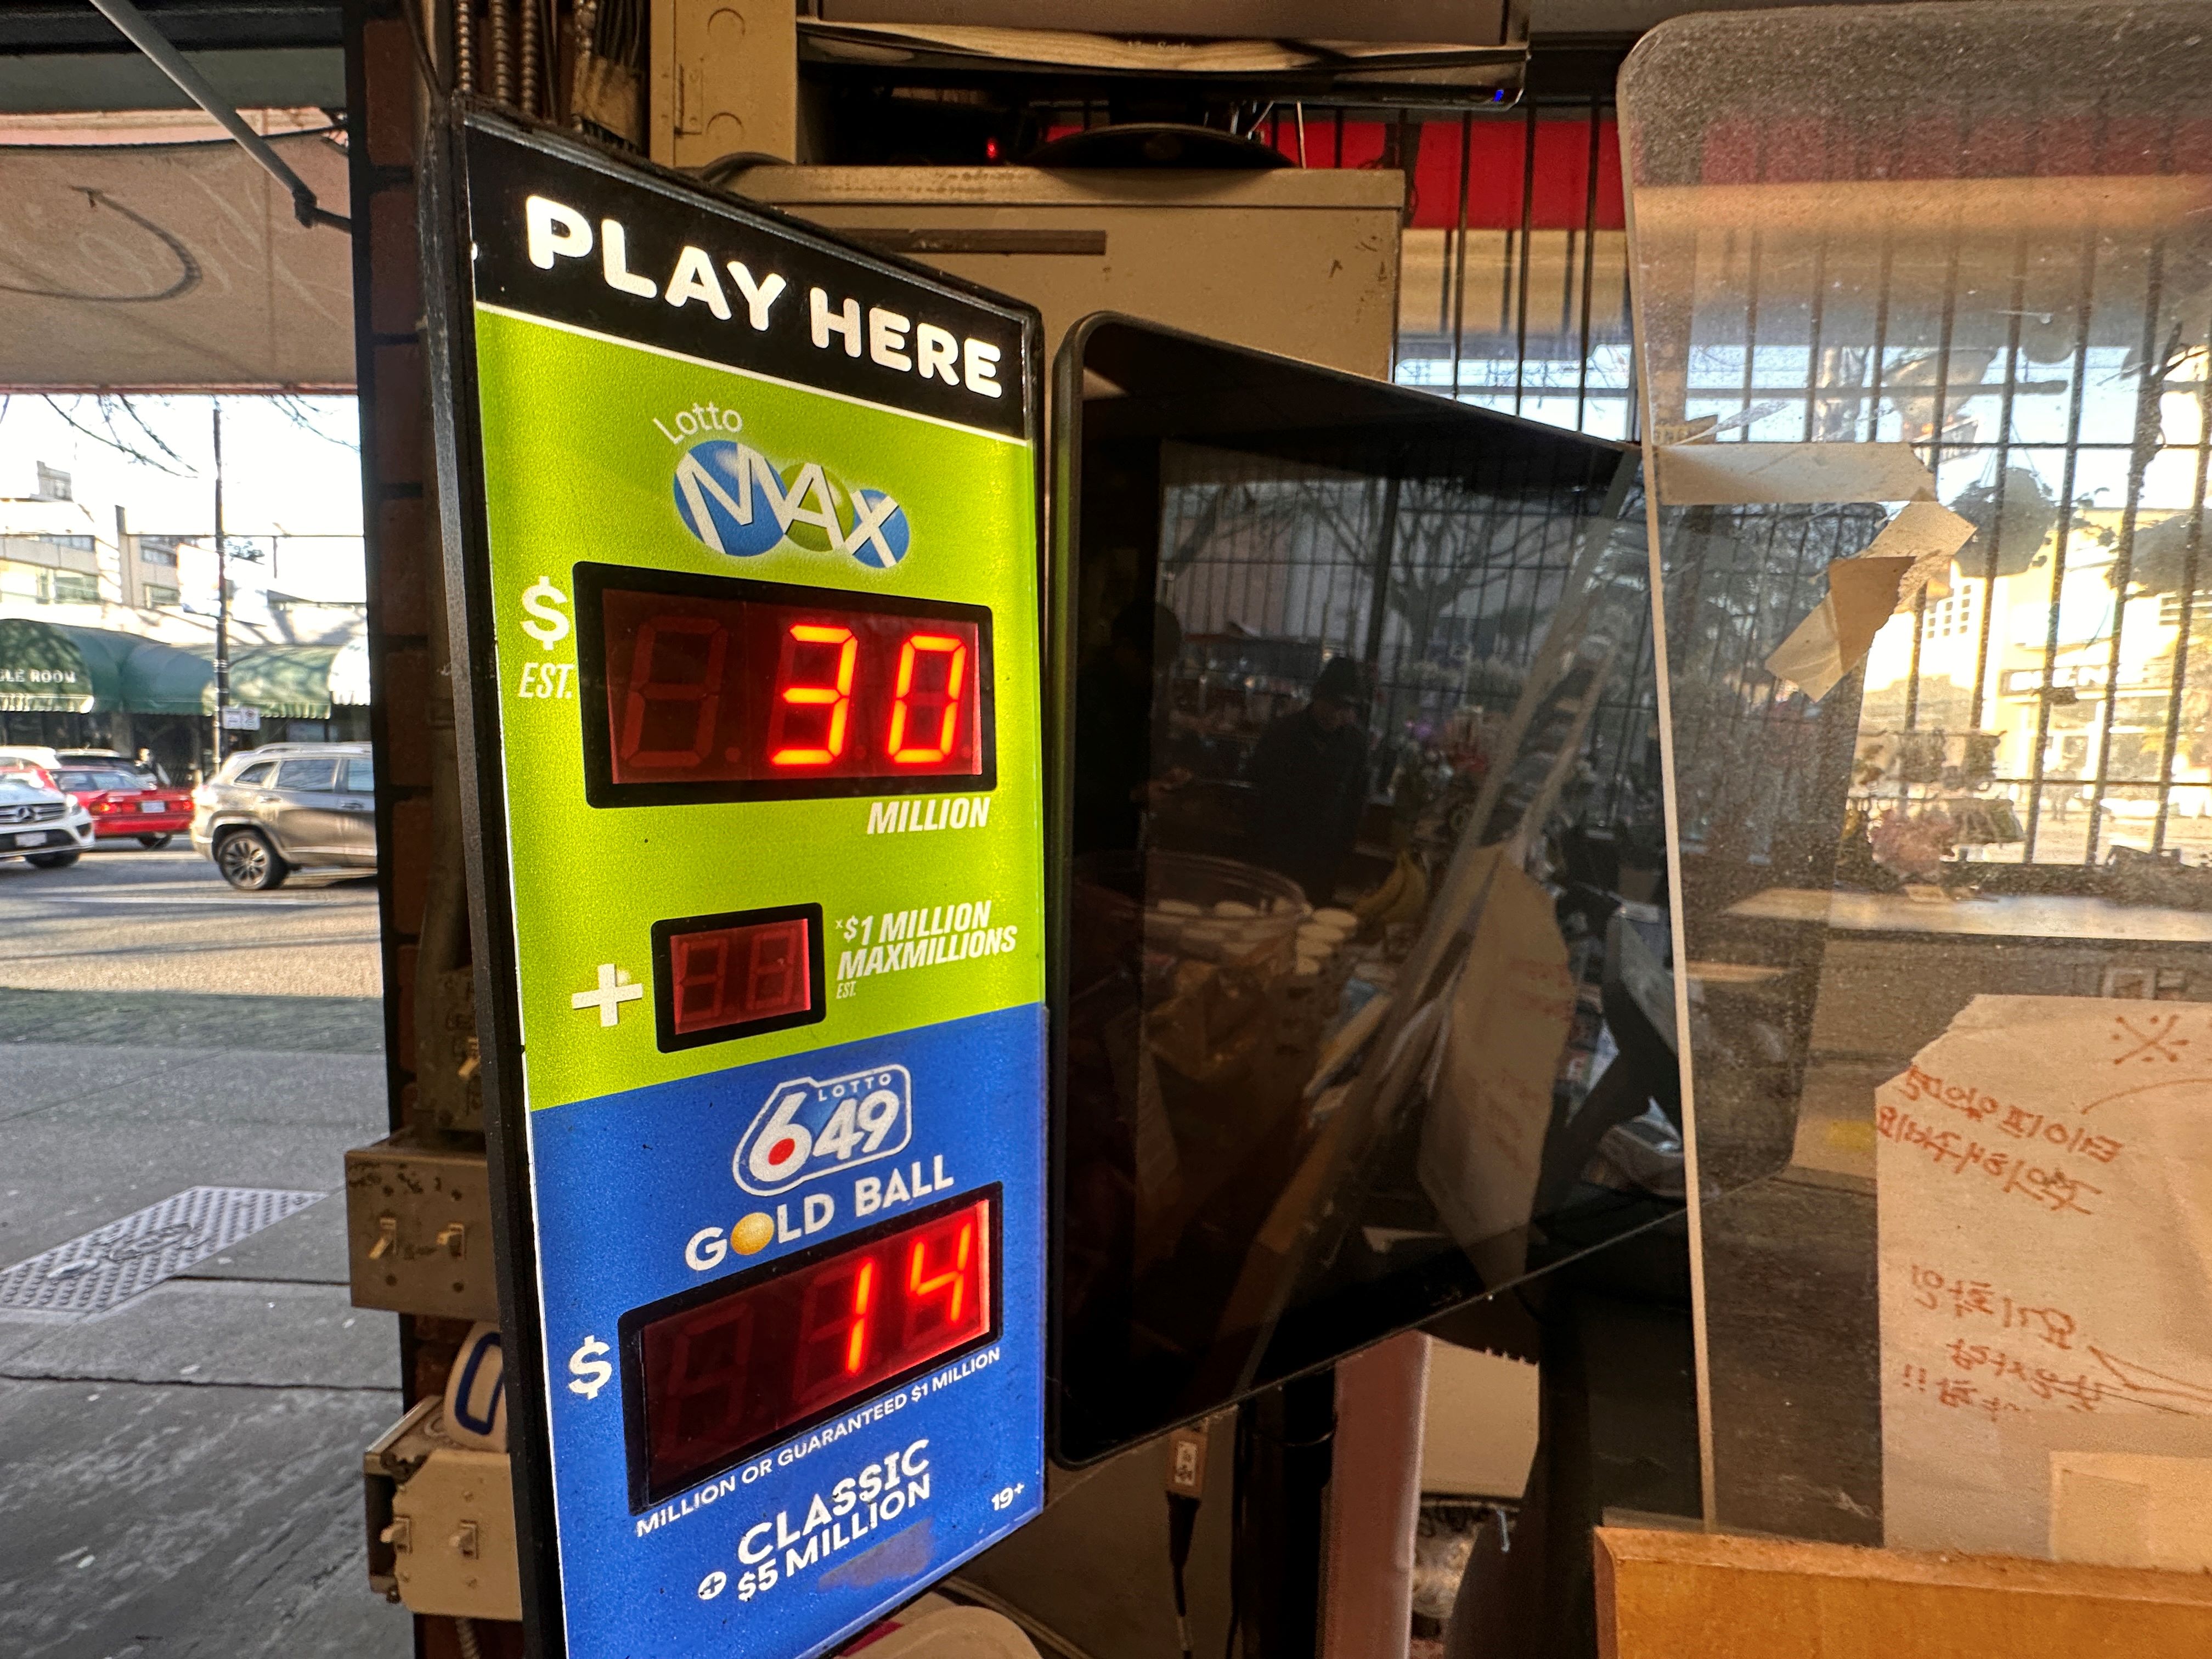 PLAY HERE
Lotto
MAX
$
EST.
30
MILLION
+
x$1 MILLION
MAXMILLIONS
EST.
LOTTO
649
GOLD BALL
$
14
MILLION OR GUARANTEED $1 MILLION
CLASSIC
+ $5 MILLION
19+
GLE ROOM